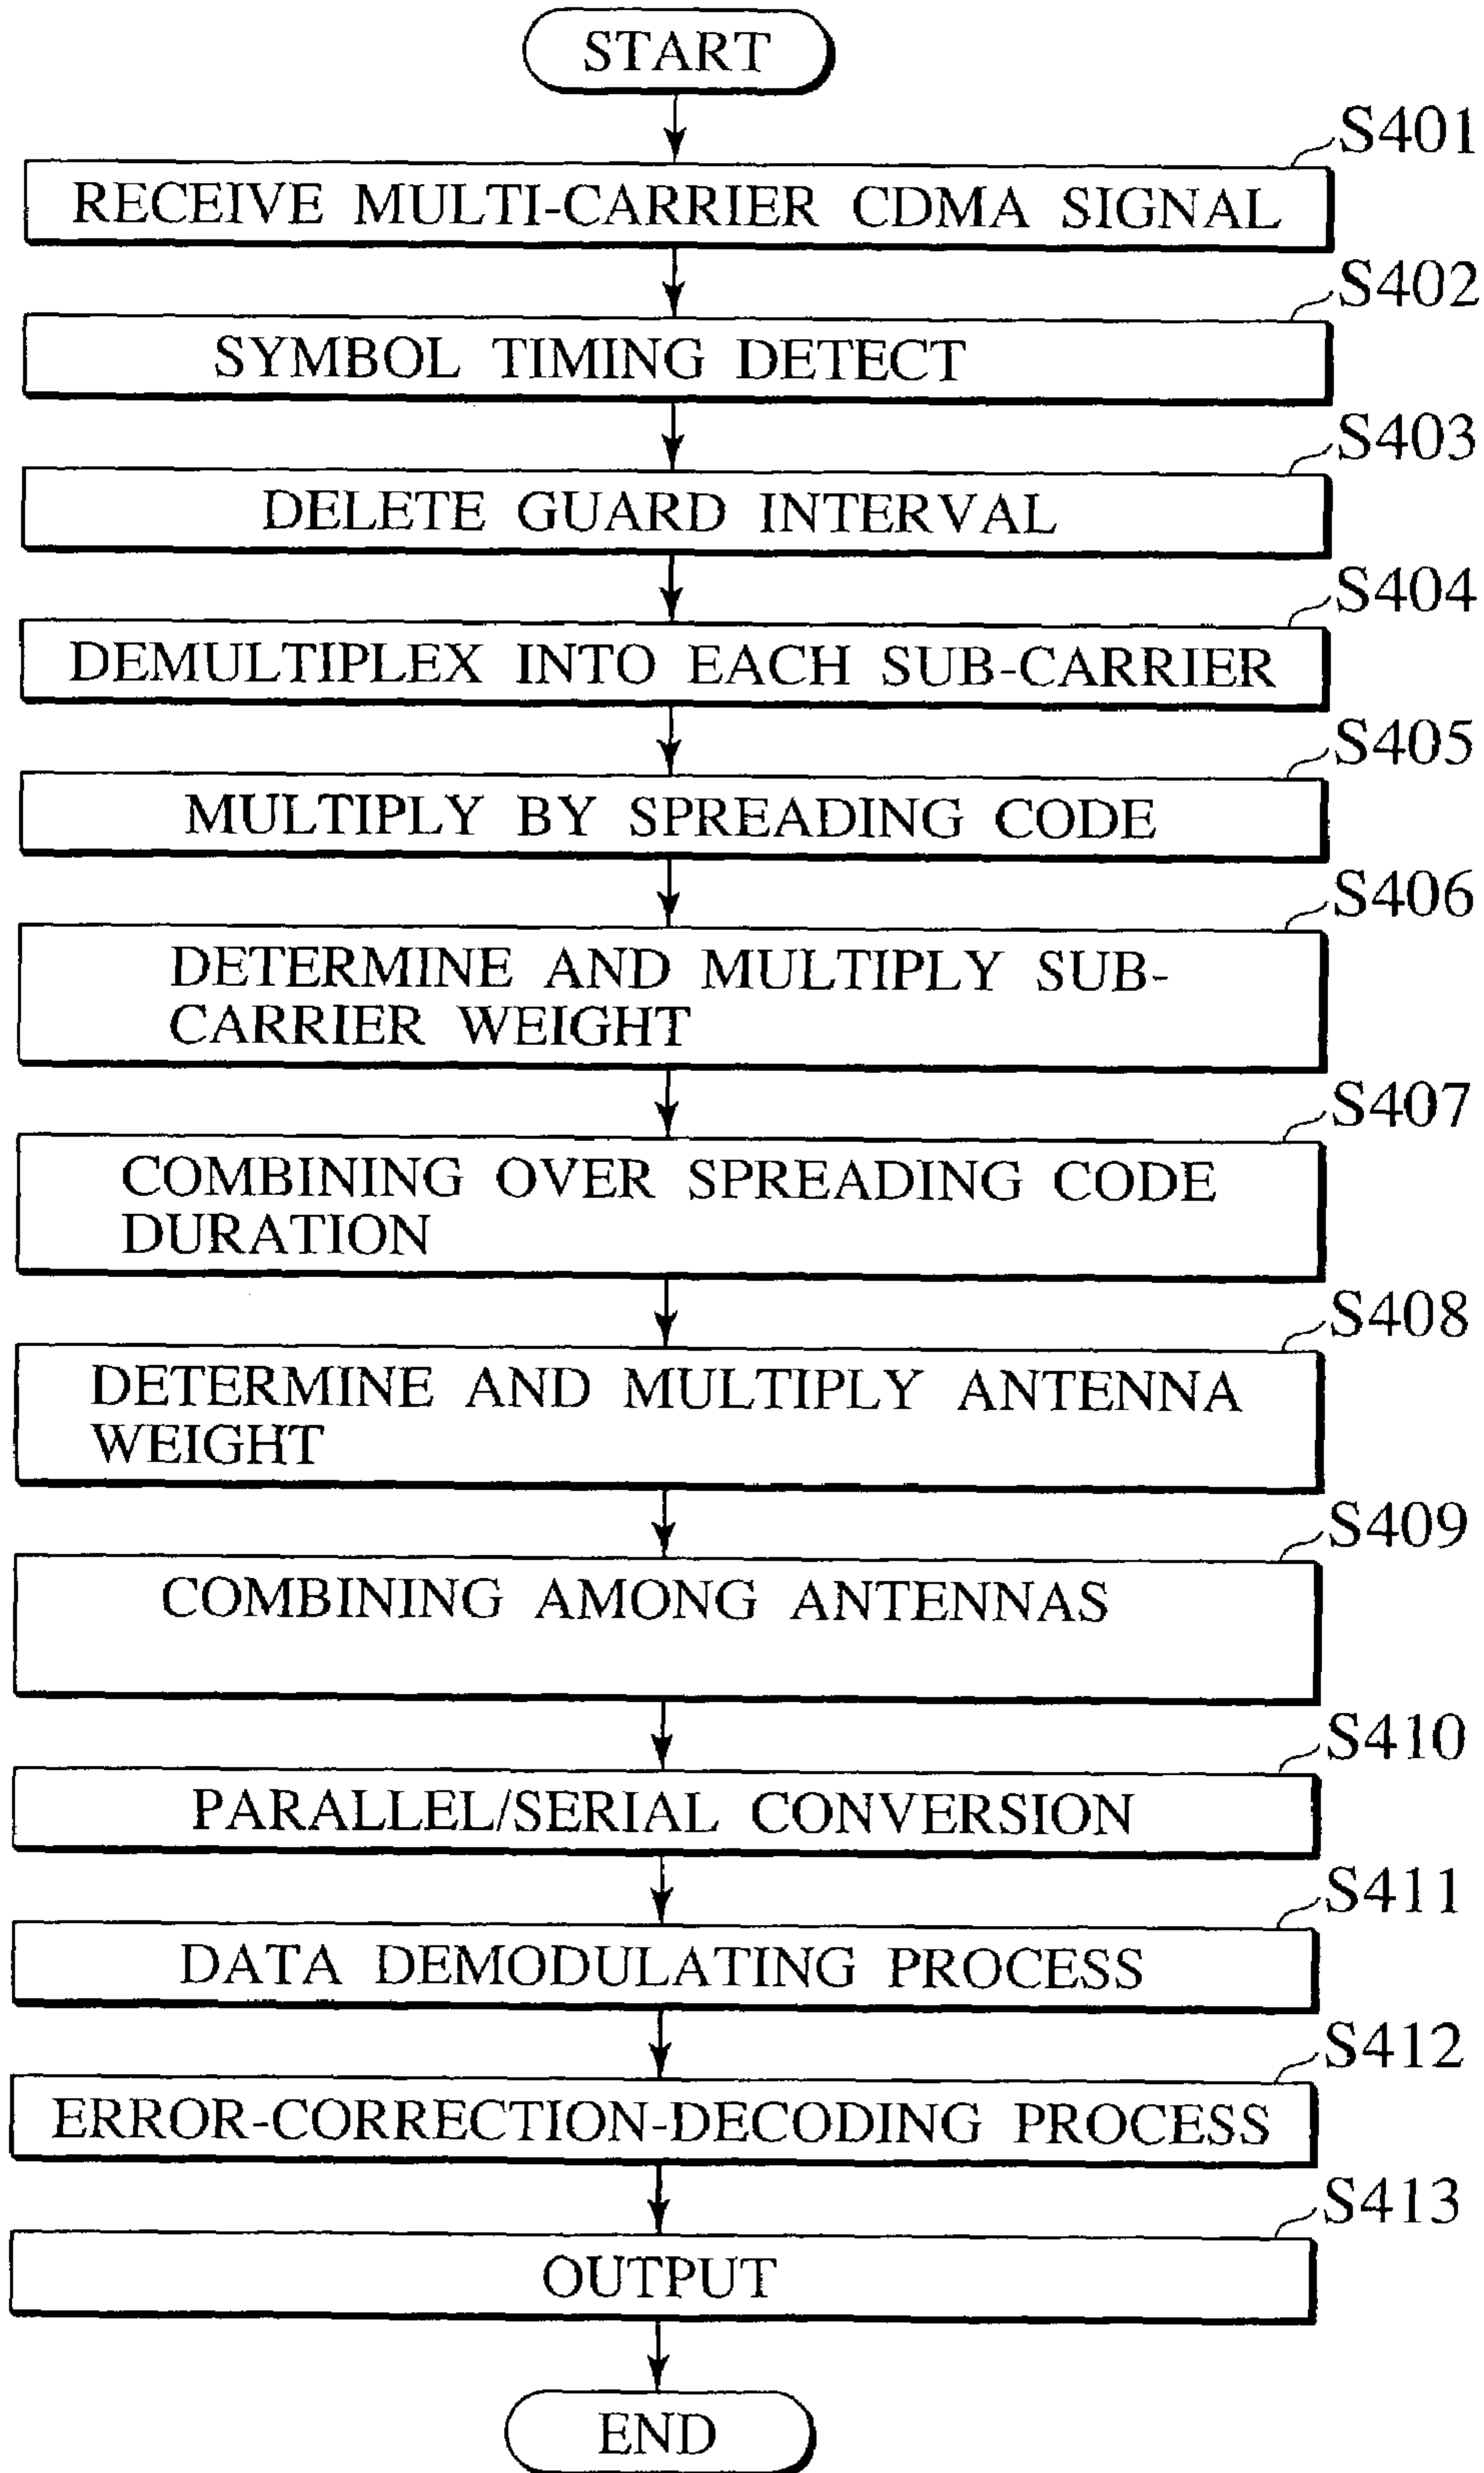 START
S401
RECEIVE MULTI-CARRIER CDMA SIGNAL
S402
SYMBOL TIMING DETECT
S403
DELETE GUARD INTERVAL
S404
DEMULTIPLEX INTO EACH SUB-CARRIER
S405
MULTIPLY BY SPREADING CODE
S406
DETERMINE AND MULTIPLY SUB-
CARRIER WEIGHT
S407
COMBINING OVER SPREADING CODE
DURATION
S408
DETERMINE AND MULTIPLY ANTENNA
WEIGHT
S409
COMBINING AMONG ANTENNAS
S410
PARALLEL/SERIAL CONVERSION
S411
DATA DEMODULATING PROCESS
S412
ERROR-CORRECTION-DECODING PROCESS
S413
OUTPUT
END